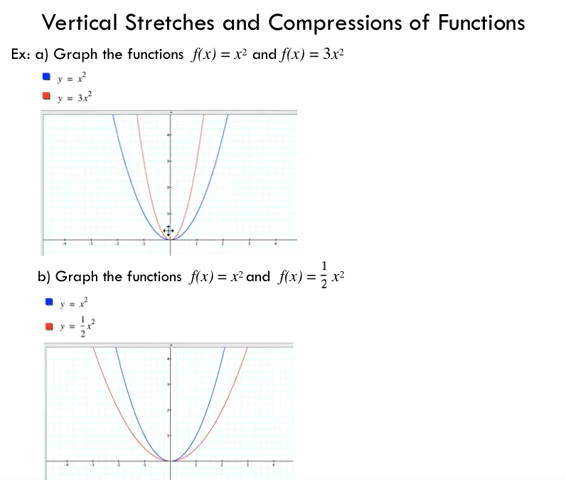 Vertical Stretches and Compressions of Functions
Ex: a) Graph the functions f(x) = x² and f(x) = 3x²
y = x²
y = 3x²
b) Graph the functions f(x) = x² and f(x) = 1/2 x²
y = x²
y = 1/2 x²